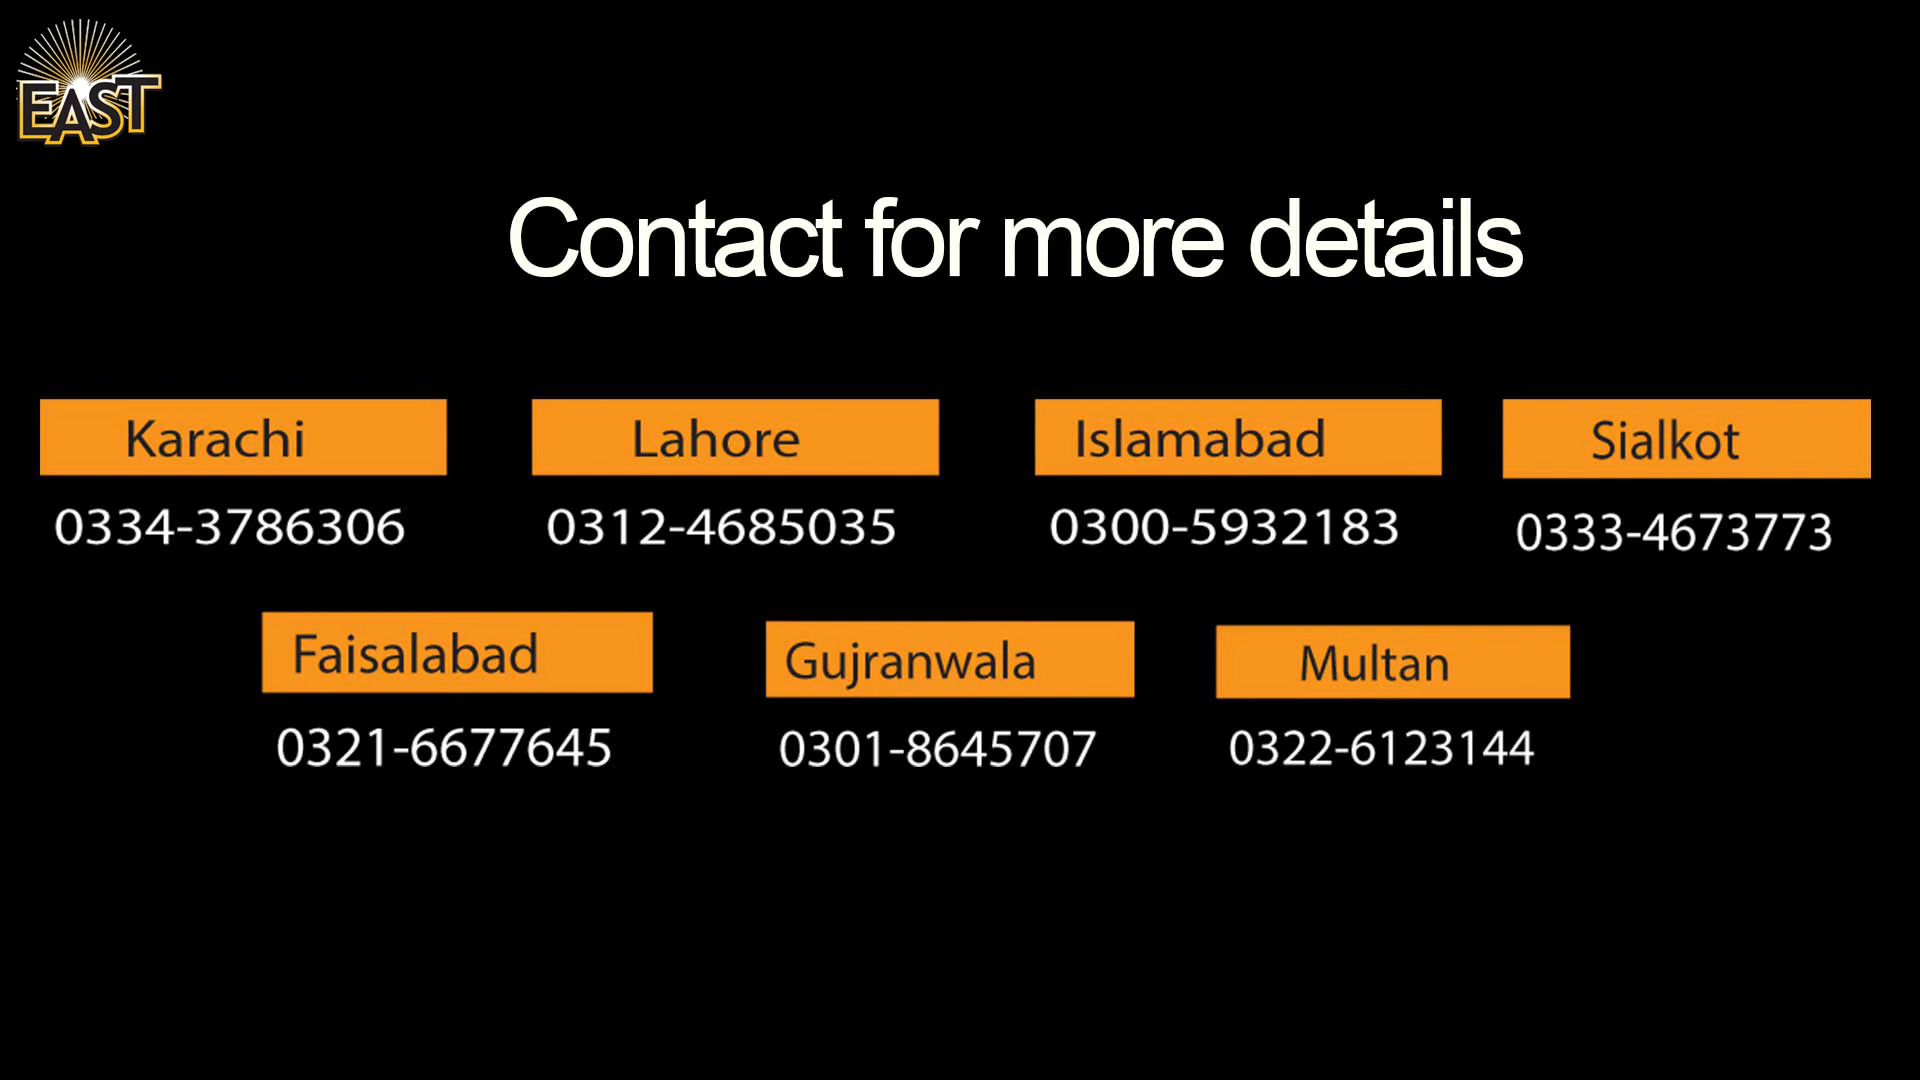 EAST
Contact for more details
Karachi
Lahore
Islamabad
Sialkot
0334-3786306
0312-4685035
0300-5932183
0333-4673773
Faisalabad
Gujranwala
Multan
0321-6677645
0301-8645707
0322-6123144